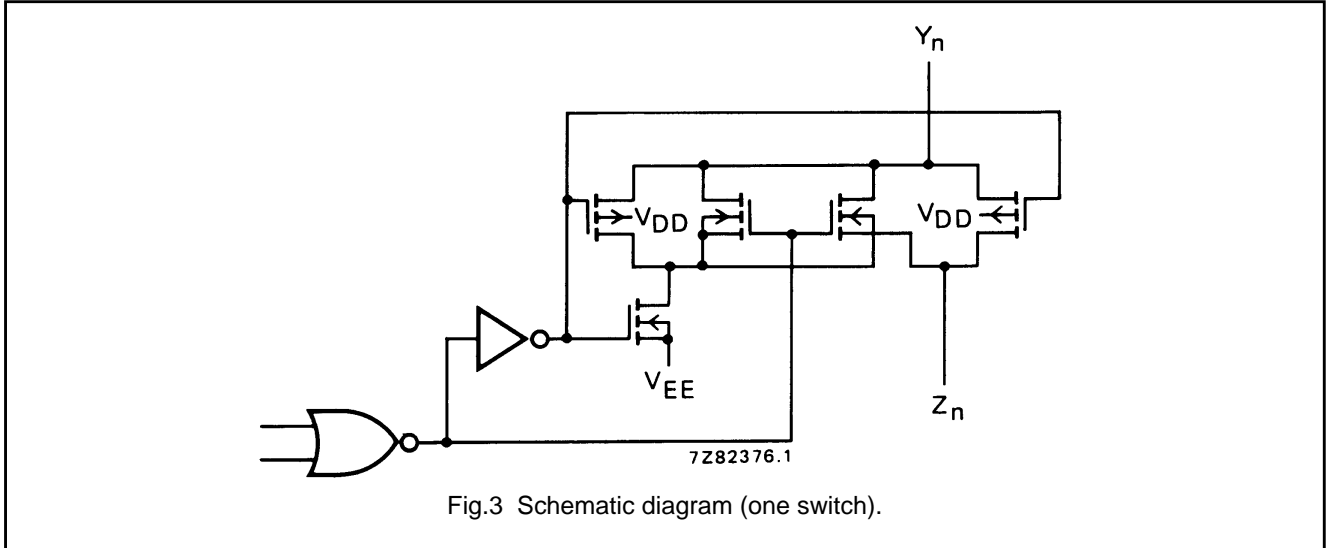 Yn
VDD
VDD
VEE
Zn
7Z82376.1
Fig.3 Schematic diagram (one switch).